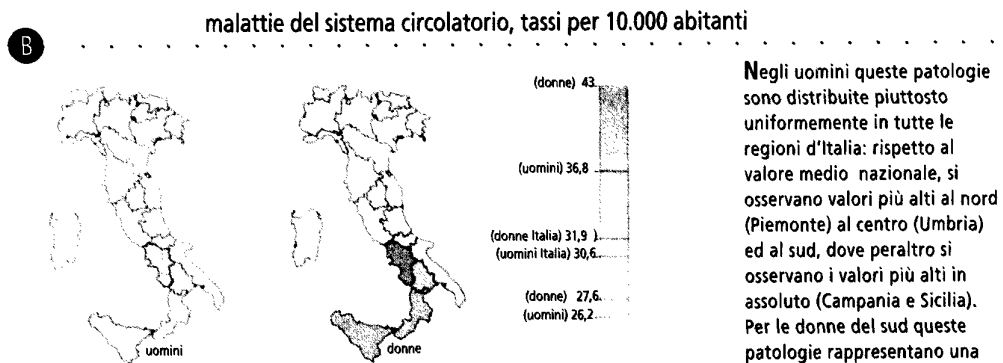 malattie del sistema circolatorio, tassi per 10.000 abitanti
B
uomini
donne
(donne) 43
(uomini) 36,8
(donne Italia) 31,9
(uomini Italia) 30,6
(donne) 27,6
(uomini) 26,2
Negli uomini queste patologie
sono distribuite piuttosto
uniformemente in tutte le
regioni d'Italia: rispetto al
valore medio nazionale, si
osservano valori più alti al nord
(Piemonte) al centro (Umbria)
ed al sud, dove peraltro si
osservano i valori più alti in
assoluto (Campania e Sicilia).
Per le donne del sud queste
patologie rappresentano una